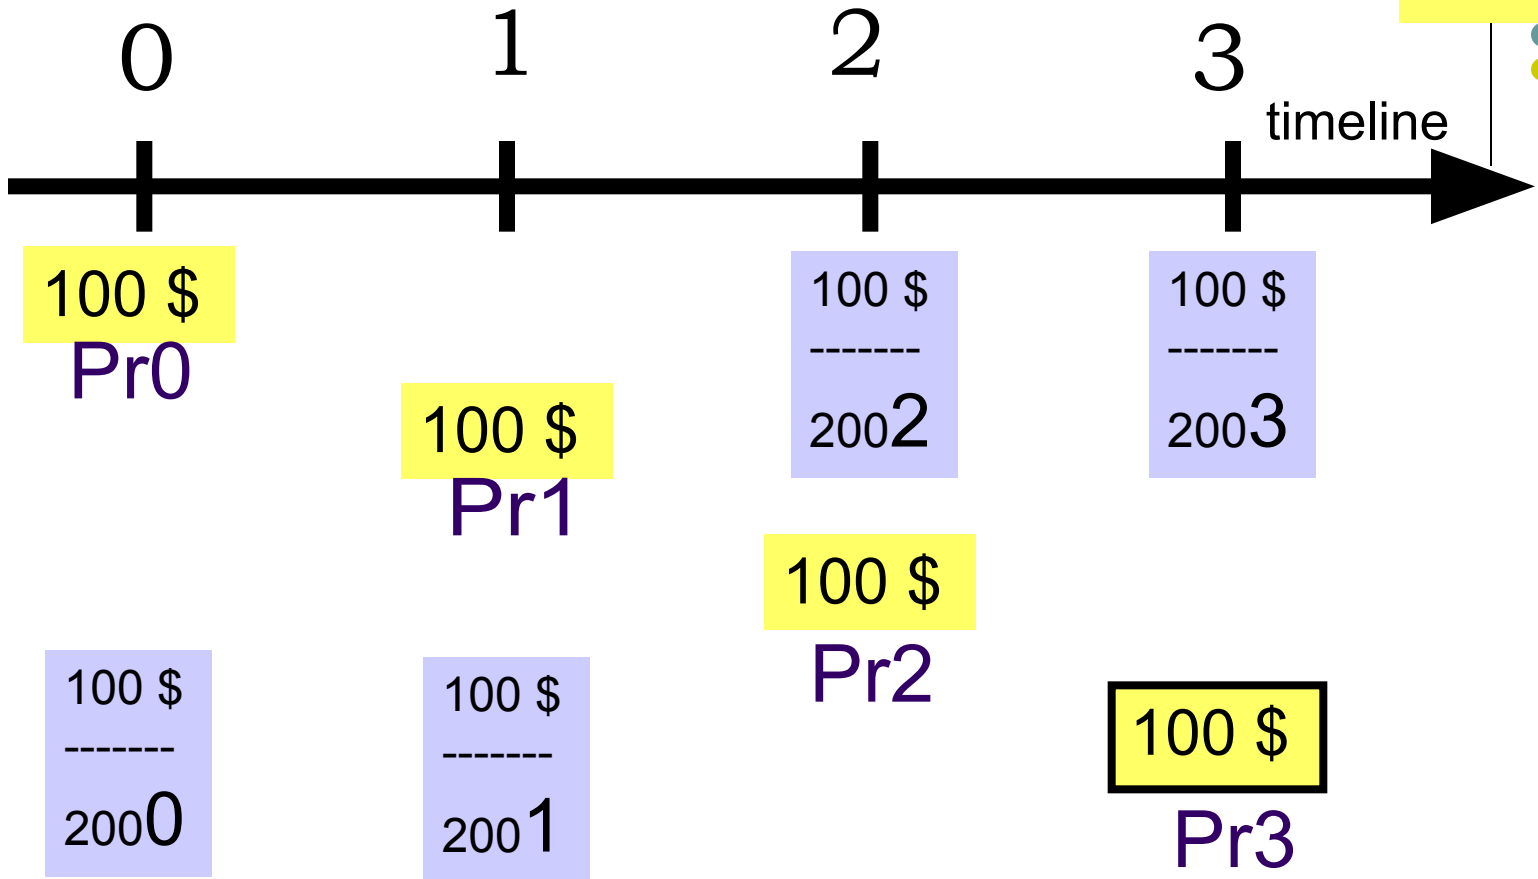 0 1 2 3
timeline
100 $
Pr0
100 $
Pr1
100 $
-------
2002
100 $
-------
2003
100 $
Pr2
100 $
-------
2000
100 $
-------
2001
100 $
Pr3